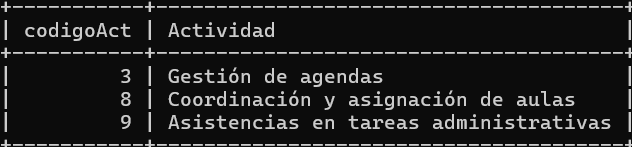 codigoAct | Actividad
3 | Gestión de agendas
8 | Coordinación y asignación de aulas
9 | Asistencias en tareas administrativas